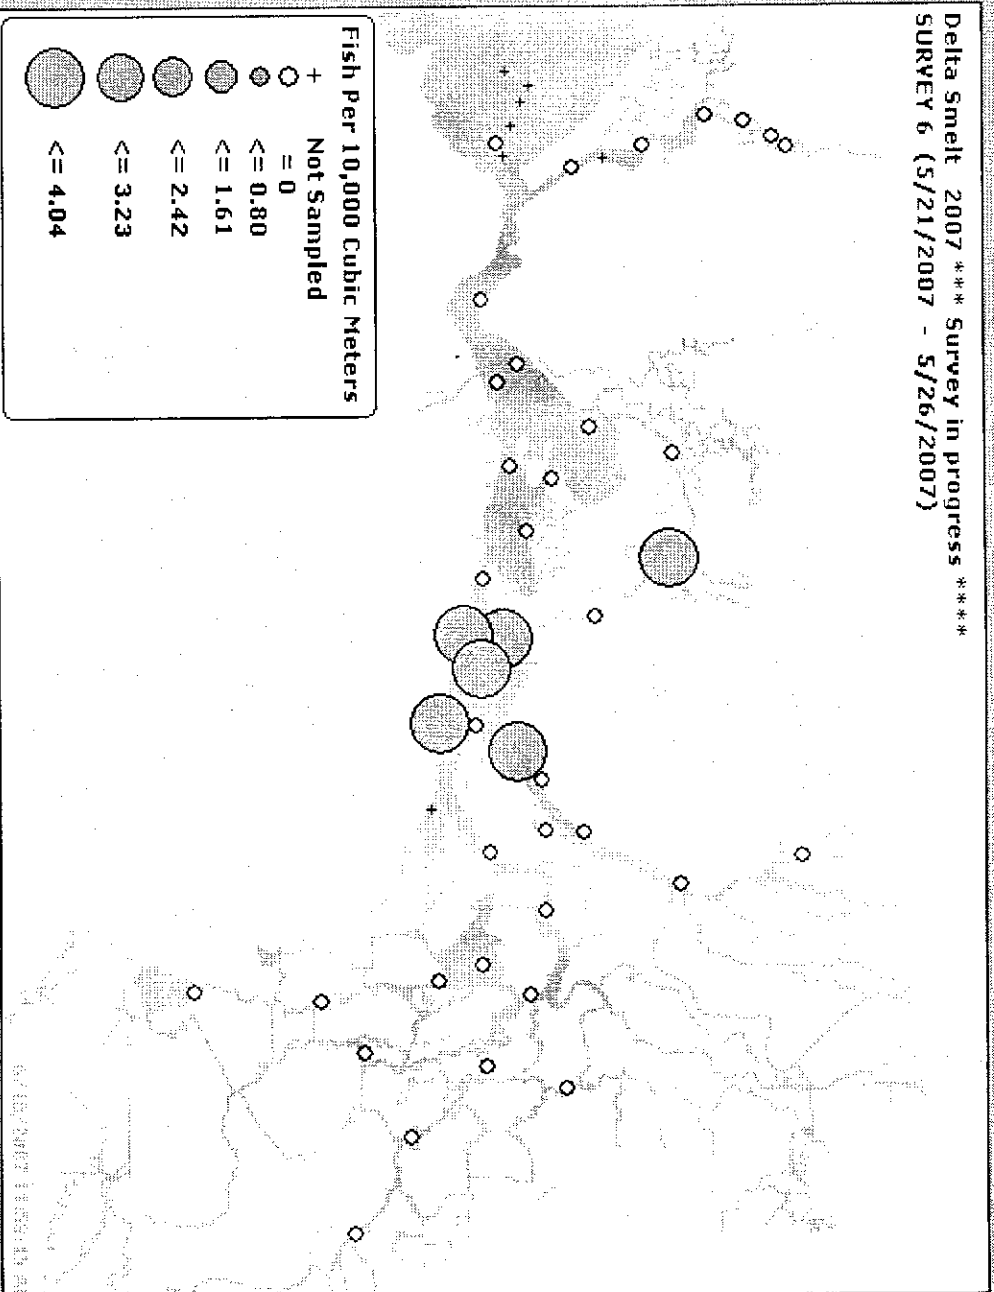 Delta Smelt 2007 *** Survey in progress ****
SURVEY 6 (5/21/2007 - 5/26/2007)
Fish Per 10,000 Cubic Meters
+ Not Sampled
= 0
<= 0.80
<= 1.61
<= 2.42
<= 3.23
<= 4.04